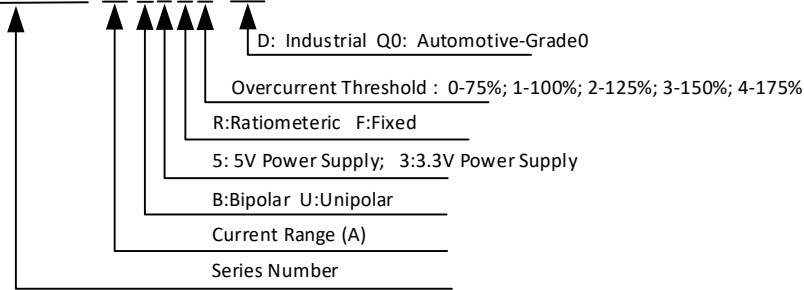 D: Industrial Q0: Automotive-Grade0
Overcurrent Threshold : 0-75%; 1-100%; 2-125%; 3-150%; 4-175%
R:Ratiometeric F:Fixed
5: 5V Power Supply; 3:3.3V Power Supply
B:Bipolar U:Unipolar
Current Range (A)
Series Number